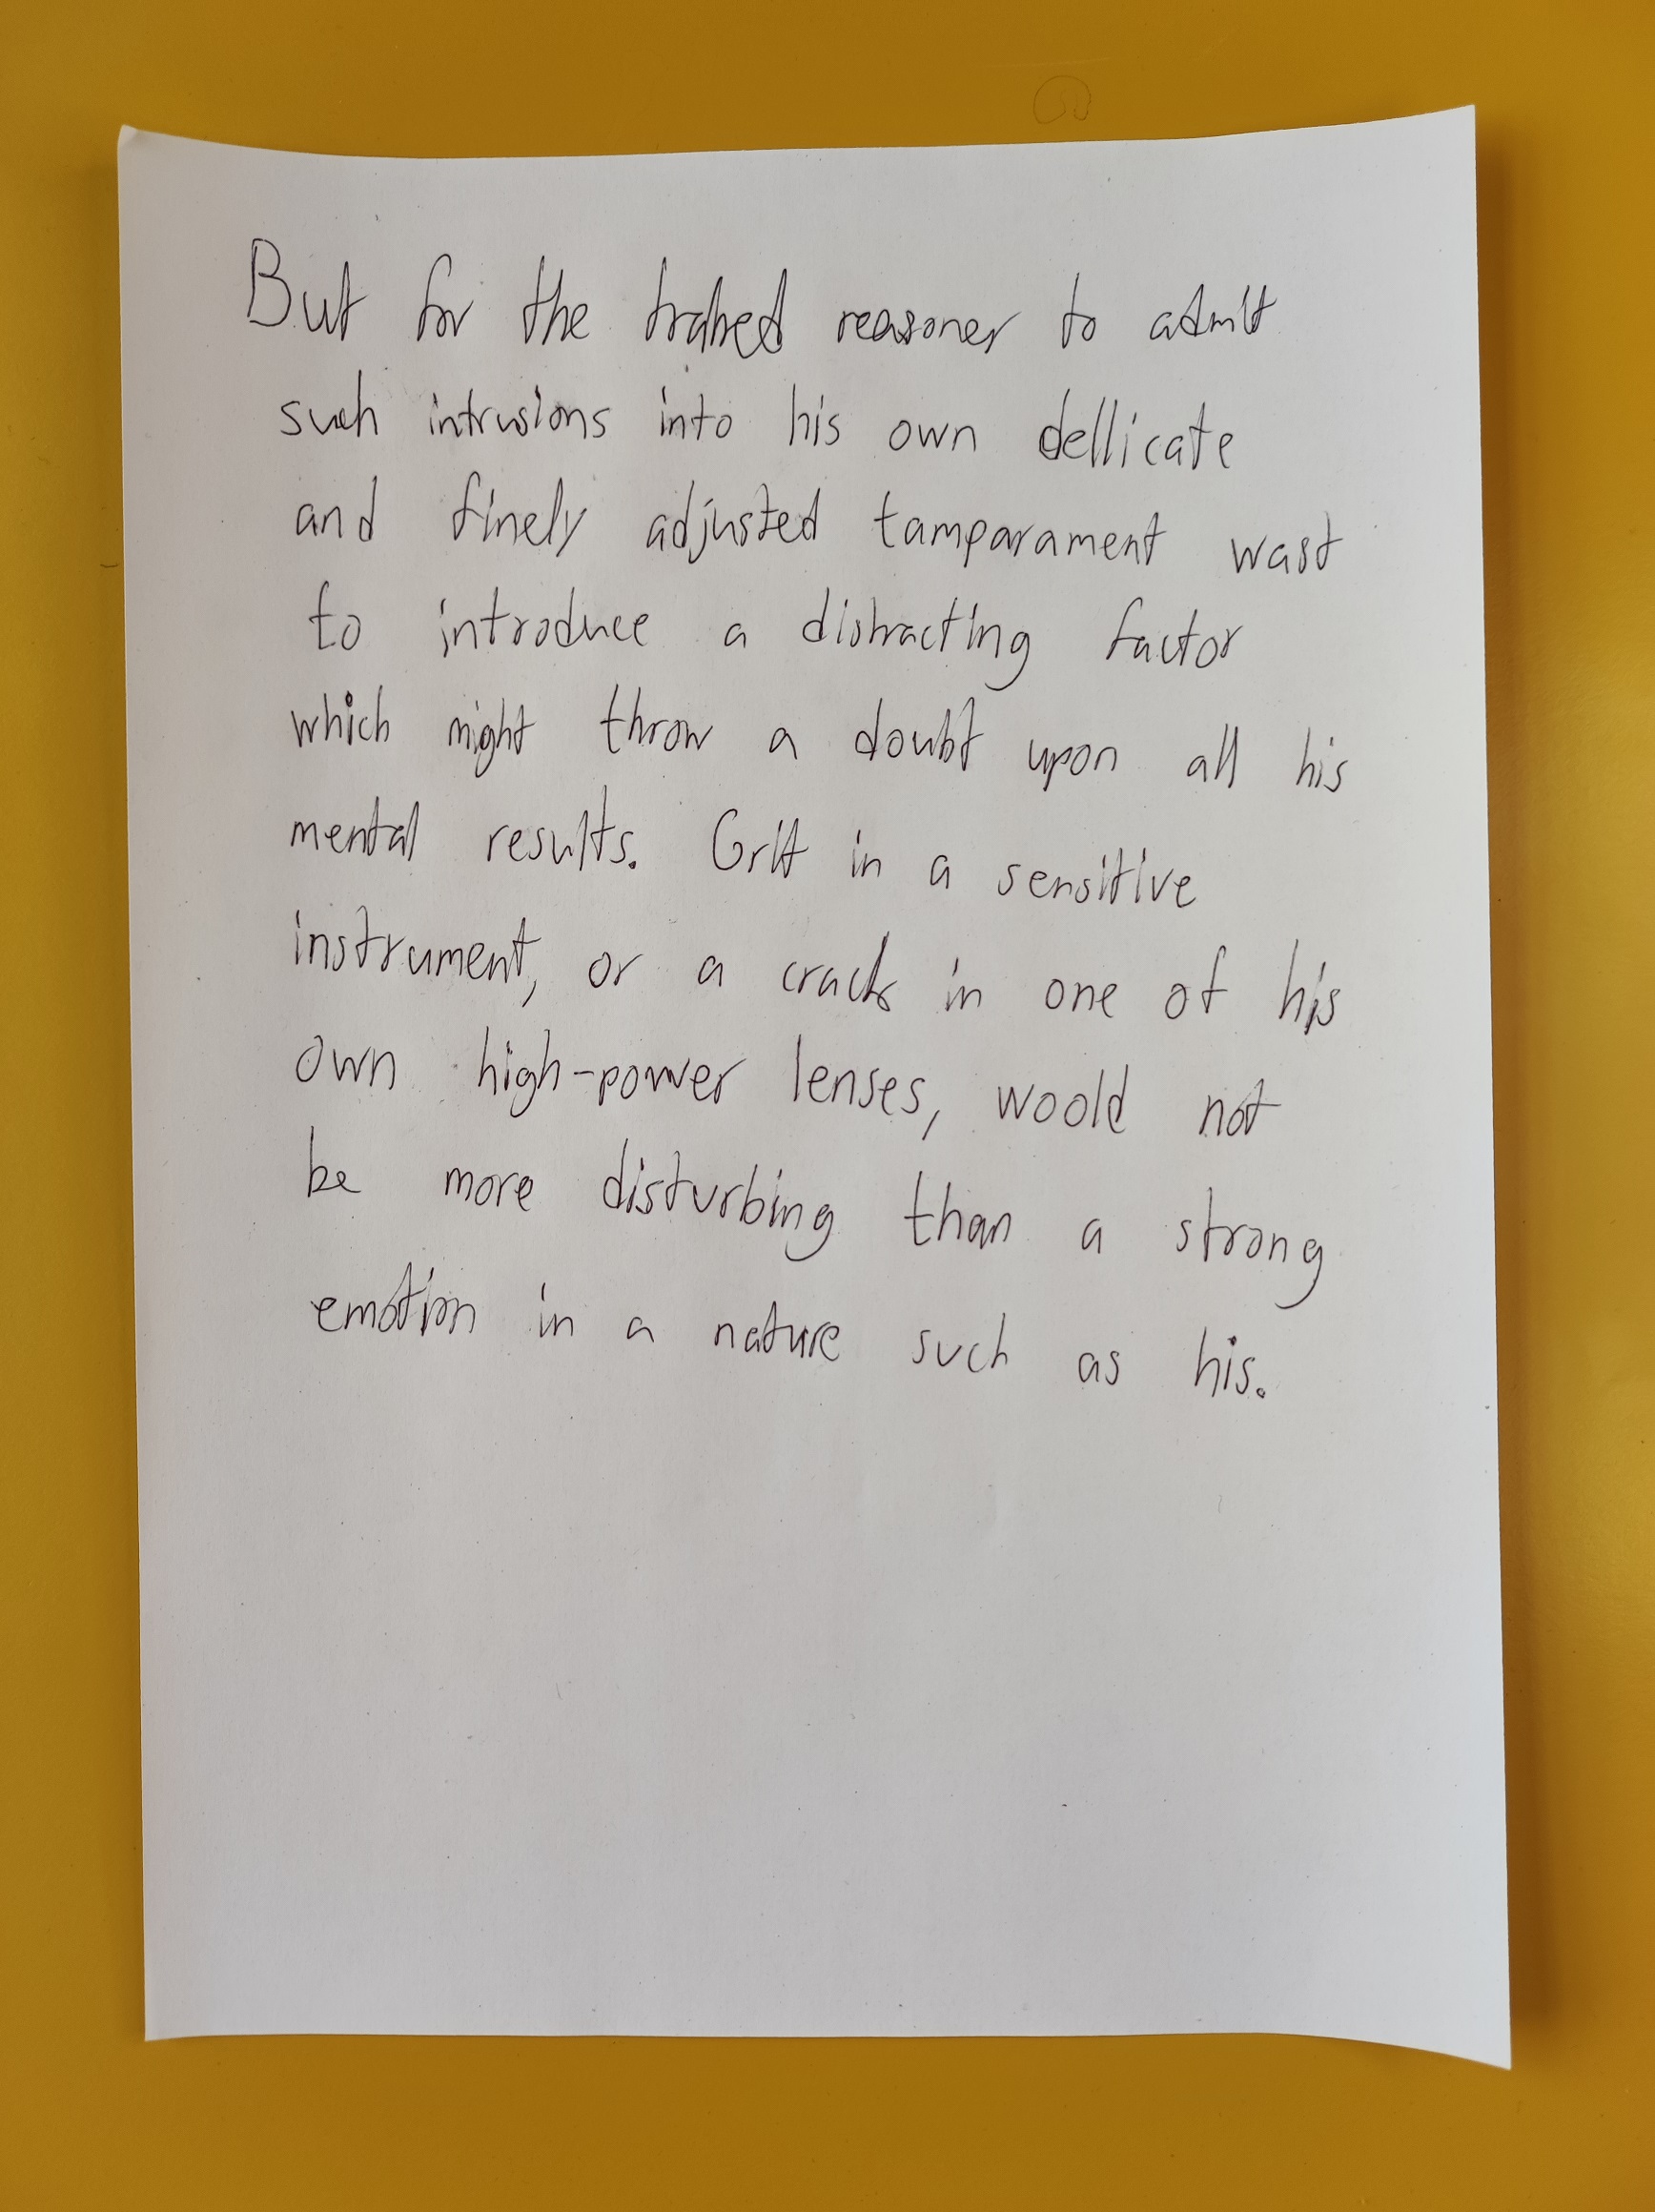 But for the trained reasoner to admit
such intrusions into his own dellicate
and finely adjusted tamparament wast
to introduce a distracting factor
which might throw a doubt upon all his
mental results. Grit in a sensitive
instrument, or a crack in one of his
own high-power lenses, woold not
be more disturbing than a strong
emotion in a nature such as his.